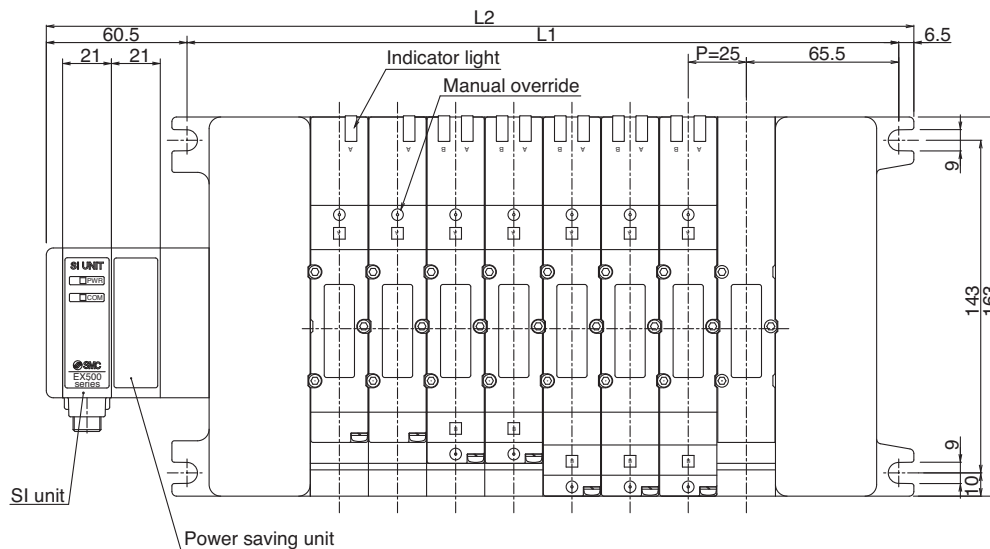 L2
60.5
L1
6.5
21
21
Indicator light
P=25
65.5
Manual override
A
A
B
A
B
A
B
A
B
A
B
A
9
SI UNIT
PWR
COM
143
163
SMC
EX500
series
9
10
SI unit
Power saving unit